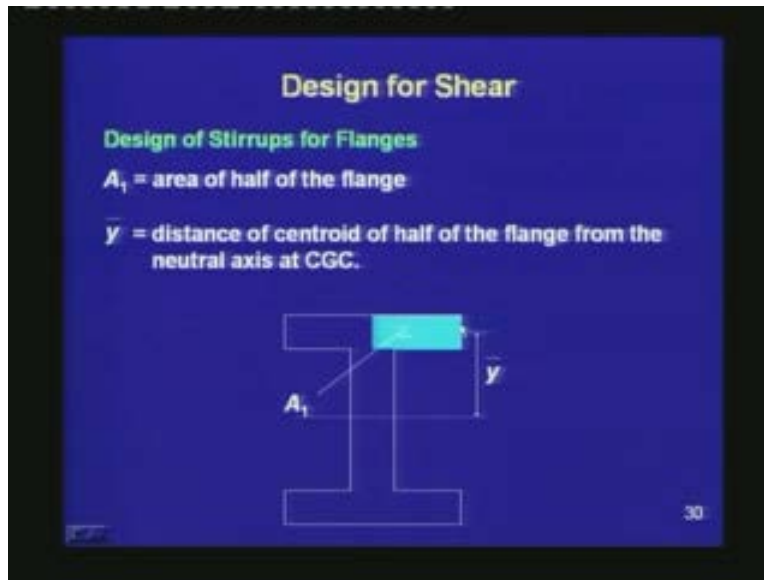 Design for Shear
Design of Stirrups for Flanges
A₁ = area of half of the flange
ȳ = distance of centroid of half of the flange from the
neutral axis at CGC.
ȳ
A₁
30